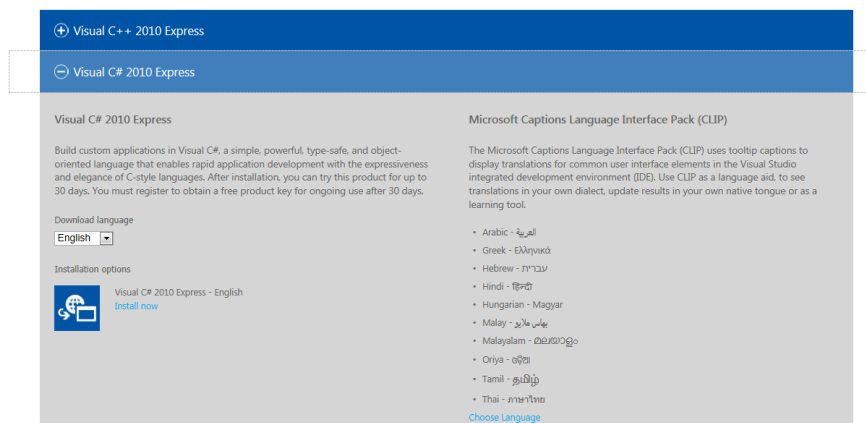 Visual C++ 2010 Express
Visual C# 2010 Express
Visual C# 2010 Express
Build custom applications in Visual C#, a simple, powerful, type-safe, and object-
oriented language that enables rapid application development with the expressiveness
and elegance of C-style languages. After installation, you can try this product for up to
30 days. You must register to obtain a free product key for ongoing use after 30 days.
Download language
English
Installation options
Visual C# 2010 Express - English
Install now
Microsoft Captions Language Interface Pack (CLIP)
The Microsoft Captions Language Interface Pack (CLIP) uses tooltip captions to
display translations for common user interface elements in the Visual Studio
integrated development environment (IDE). Use CLIP as a language aid, to see
translations in your own dialect, update results in your own native tongue or as a
learning tool.
• Arabic - العربية
• Greek - Ελληνικά
• Hebrew - עברית
• Hindi - हिन्दी
• Hungarian - Magyar
• Malay - بهاس ملايو
• Malayalam - മലയാളം
• Oriya - ଓଡ଼ିଆ
• Tamil - தமிழ்
• Thai - ภาษาไทย
Choose Language